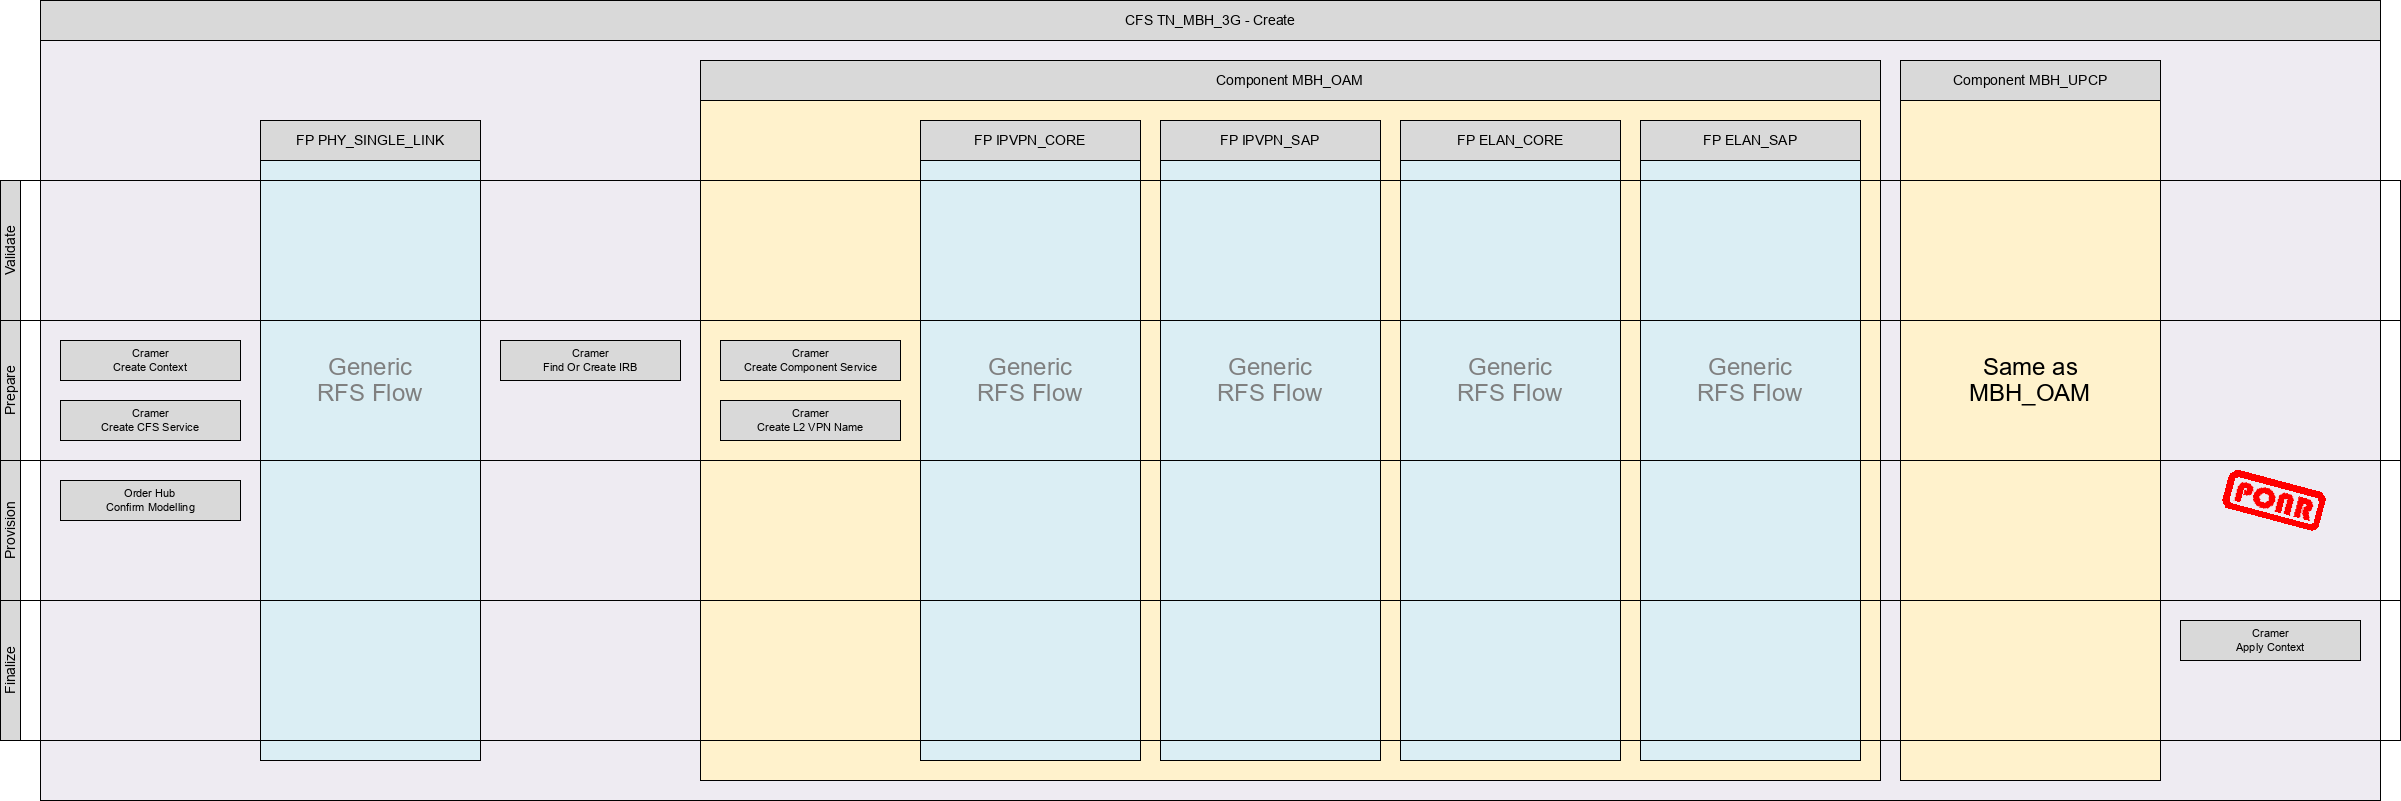 CFS TN_MBH_3G - Create
Component MBH_OAM
Component MBH_UPCP
FP PHY_SINGLE_LINK
FP IPVPN_CORE
FP IPVPN_SAP
FP ELAN_CORE
FP ELAN_SAP
Validate
Prepare
Cramer
Create Context
Cramer
Create CFS Service
Generic
RFS Flow
Cramer
Find Or Create IRB
Cramer
Create Component Service
Cramer
Create L2 VPN Name
Generic
RFS Flow
Generic
RFS Flow
Generic
RFS Flow
Generic
RFS Flow
Same as
MBH_OAM
Provision
Order Hub
Confirm Modelling
PONR
Finalize
Cramer
Apply Context